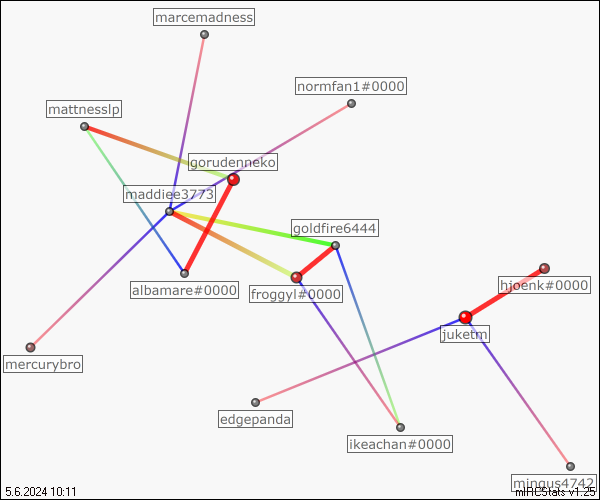 marcemadness
normfan1#0000
mattnesslp
gorudenneko
maddiee3773
goldfire6444
hioenk#0000
albamare#0000
froggyl#0000
juketm
mercurybro
edgepanda
ikeachan#0000
mingus4742
5.6.2024 10:11
mIRCStats v1.25